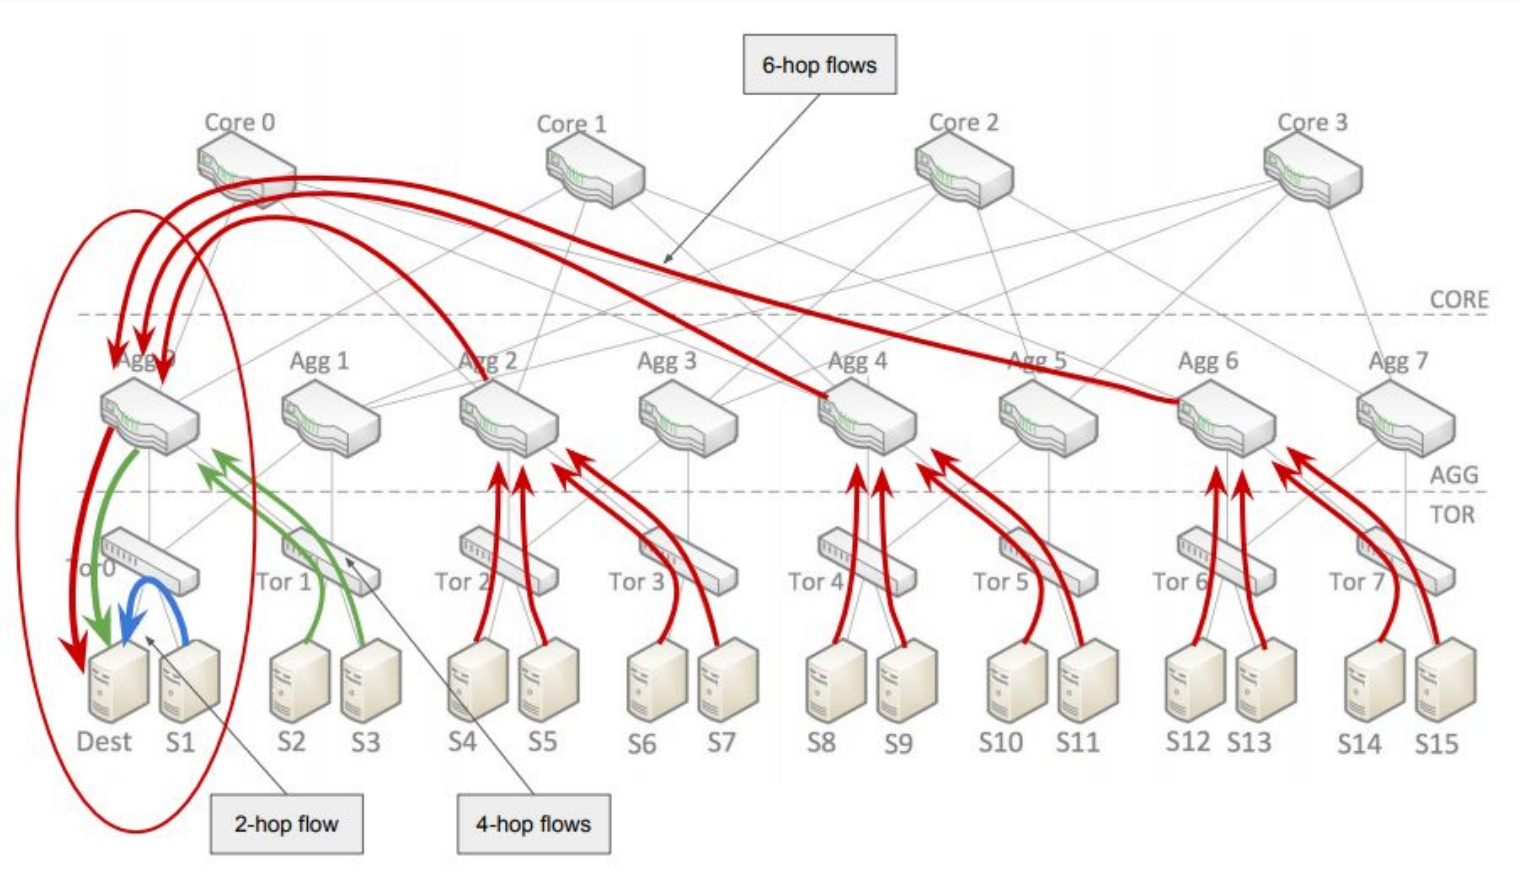 6-hop flows
Core 0
Core 1
Core 2
Core 3
CORE
Agg 1
Agg 2
Agg 3
Agg 4
Agg 5
Agg 6
Agg 7
AGG
TOR
Tor 1
Tor 2
Tor 3
Tor 4
Tor 5
Tor 6
Tor 7
Dest
S1
S2
S3
S4
S5
S6
S7
S8
S9
S10
S11
S12
S13
S14
S15
2-hop flow
4-hop flows